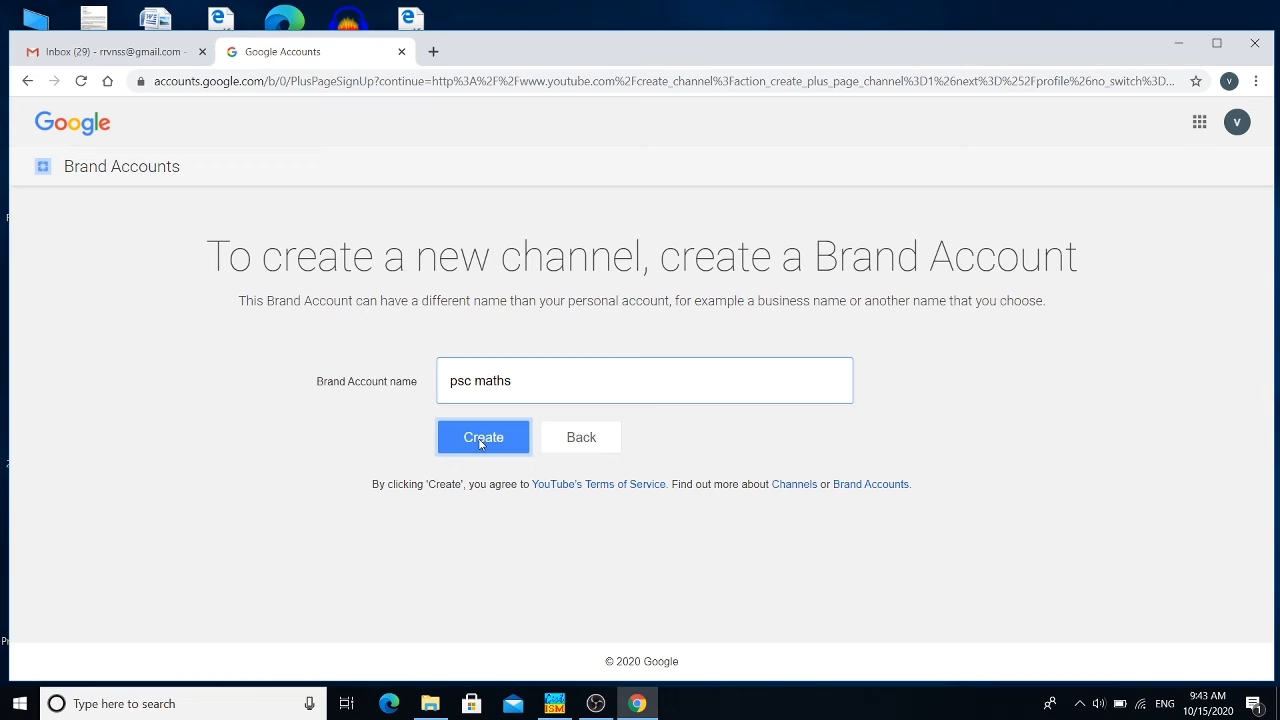 Inbox (29) - rrvnss@gmail.com -
Google Accounts
accounts.google.com/b/0/PlusPageSignUp?continue=http%3A%2F%2Fwww.youtube.com%2Fcreate_channel%3Faction_create_plus_page_channel%3D1%26next%3D%252Fprofile%26no_switch%3D...
V
Google
V
Brand Accounts
To create a new channel, create a Brand Account
This Brand Account can have a different name than your personal account, for example a business name or another name that you choose.
Brand Account name
psc maths
Create
Back
By clicking 'Create', you agree to YouTube's Terms of Service. Find out more about Channels or Brand Accounts.
© 2020 Google
Type here to search
ISM
ENG
9:43 AM
10/15/2020